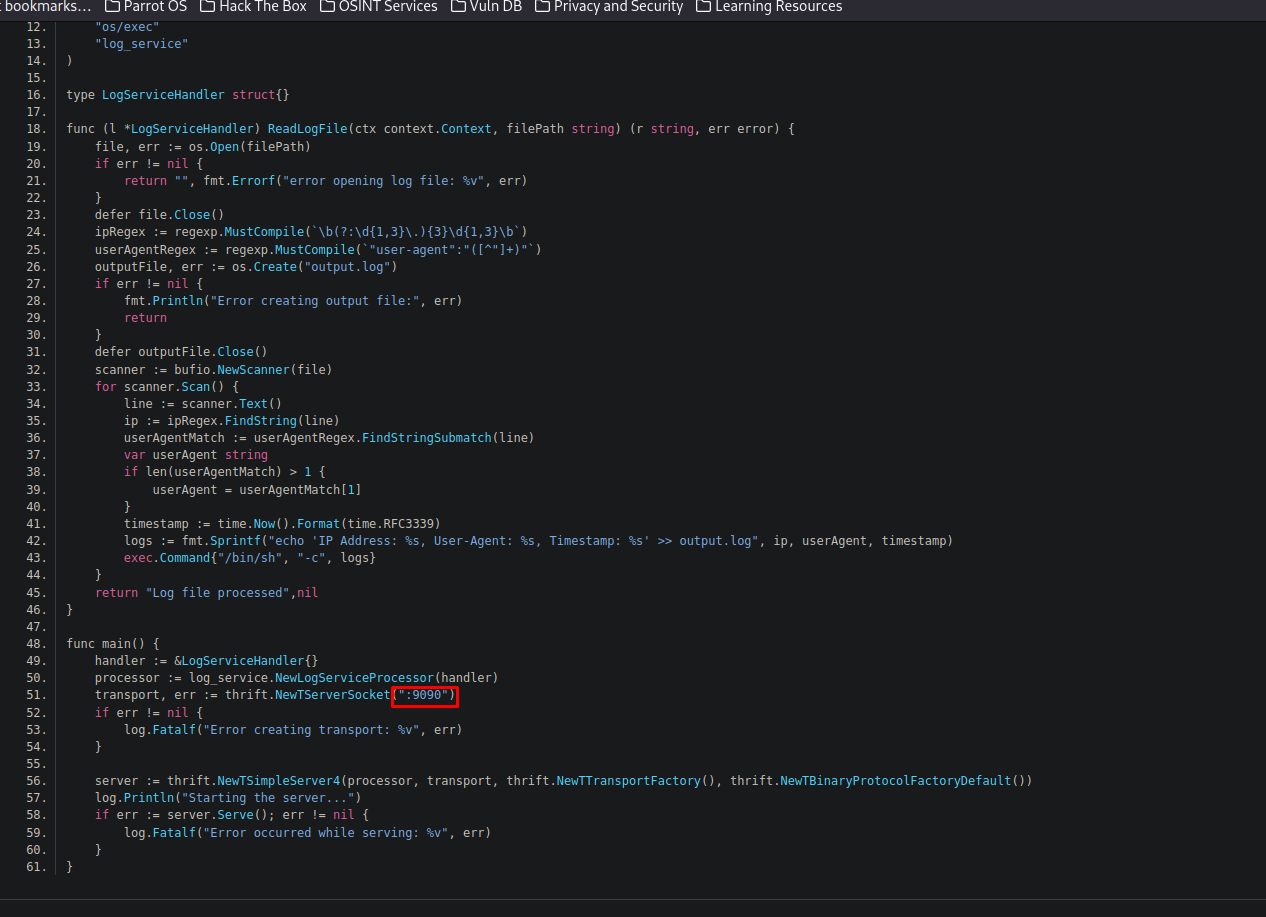 bookmarks... Parrot OS Hack The Box OSINT Services Vuln DB Privacy and Security Learning Resources
12.     "os/exec"
13.     "log_service"
14. )
15.
16. type LogServiceHandler struct{}
17.
18. func (l *LogServiceHandler) ReadLogFile(ctx context.Context, filePath string) (r string, err error) {
19.     file, err := os.Open(filePath)
20.     if err != nil {
21.         return "", fmt.Errorf("error opening log file: %v", err)
22.     }
23.     defer file.Close()
24.     ipRegex := regexp.MustCompile(`\b(?:\d{1,3}\.){3}\d{1,3}\b`)
25.     userAgentRegex := regexp.MustCompile(`"user-agent":"([^"]+)"`)
26.     outputFile, err := os.Create("output.log")
27.     if err != nil {
28.         fmt.Println("Error creating output file:", err)
29.         return
30.     }
31.     defer outputFile.Close()
32.     scanner := bufio.NewScanner(file)
33.     for scanner.Scan() {
34.         line := scanner.Text()
35.         ip := ipRegex.FindString(line)
36.         userAgentMatch := userAgentRegex.FindStringSubmatch(line)
37.         var userAgent string
38.         if len(userAgentMatch) > 1 {
39.             userAgent = userAgentMatch[1]
40.         }
41.         timestamp := time.Now().Format(time.RFC3339)
42.         logs := fmt.Sprintf("echo 'IP Address: %s, User-Agent: %s, Timestamp: %s' >> output.log", ip, userAgent, timestamp)
43.         exec.Command{"/bin/sh", "-c", logs}
44.     }
45.     return "Log file processed",nil
46. }
47.
48. func main() {
49.     handler := &LogServiceHandler{}
50.     processor := log_service.NewLogServiceProcessor(handler)
51.     transport, err := thrift.NewTServerSocket(":9090")
52.     if err != nil {
53.         log.Fatalf("Error creating transport: %v", err)
54.     }
55.
56.     server := thrift.NewTSimpleServer4(processor, transport, thrift.NewTTransportFactory(), thrift.NewTBinaryProtocolFactoryDefault())
57.     log.Println("Starting the server...")
58.     if err := server.Serve(); err != nil {
59.         log.Fatalf("Error occurred while serving: %v", err)
60.     }
61. }